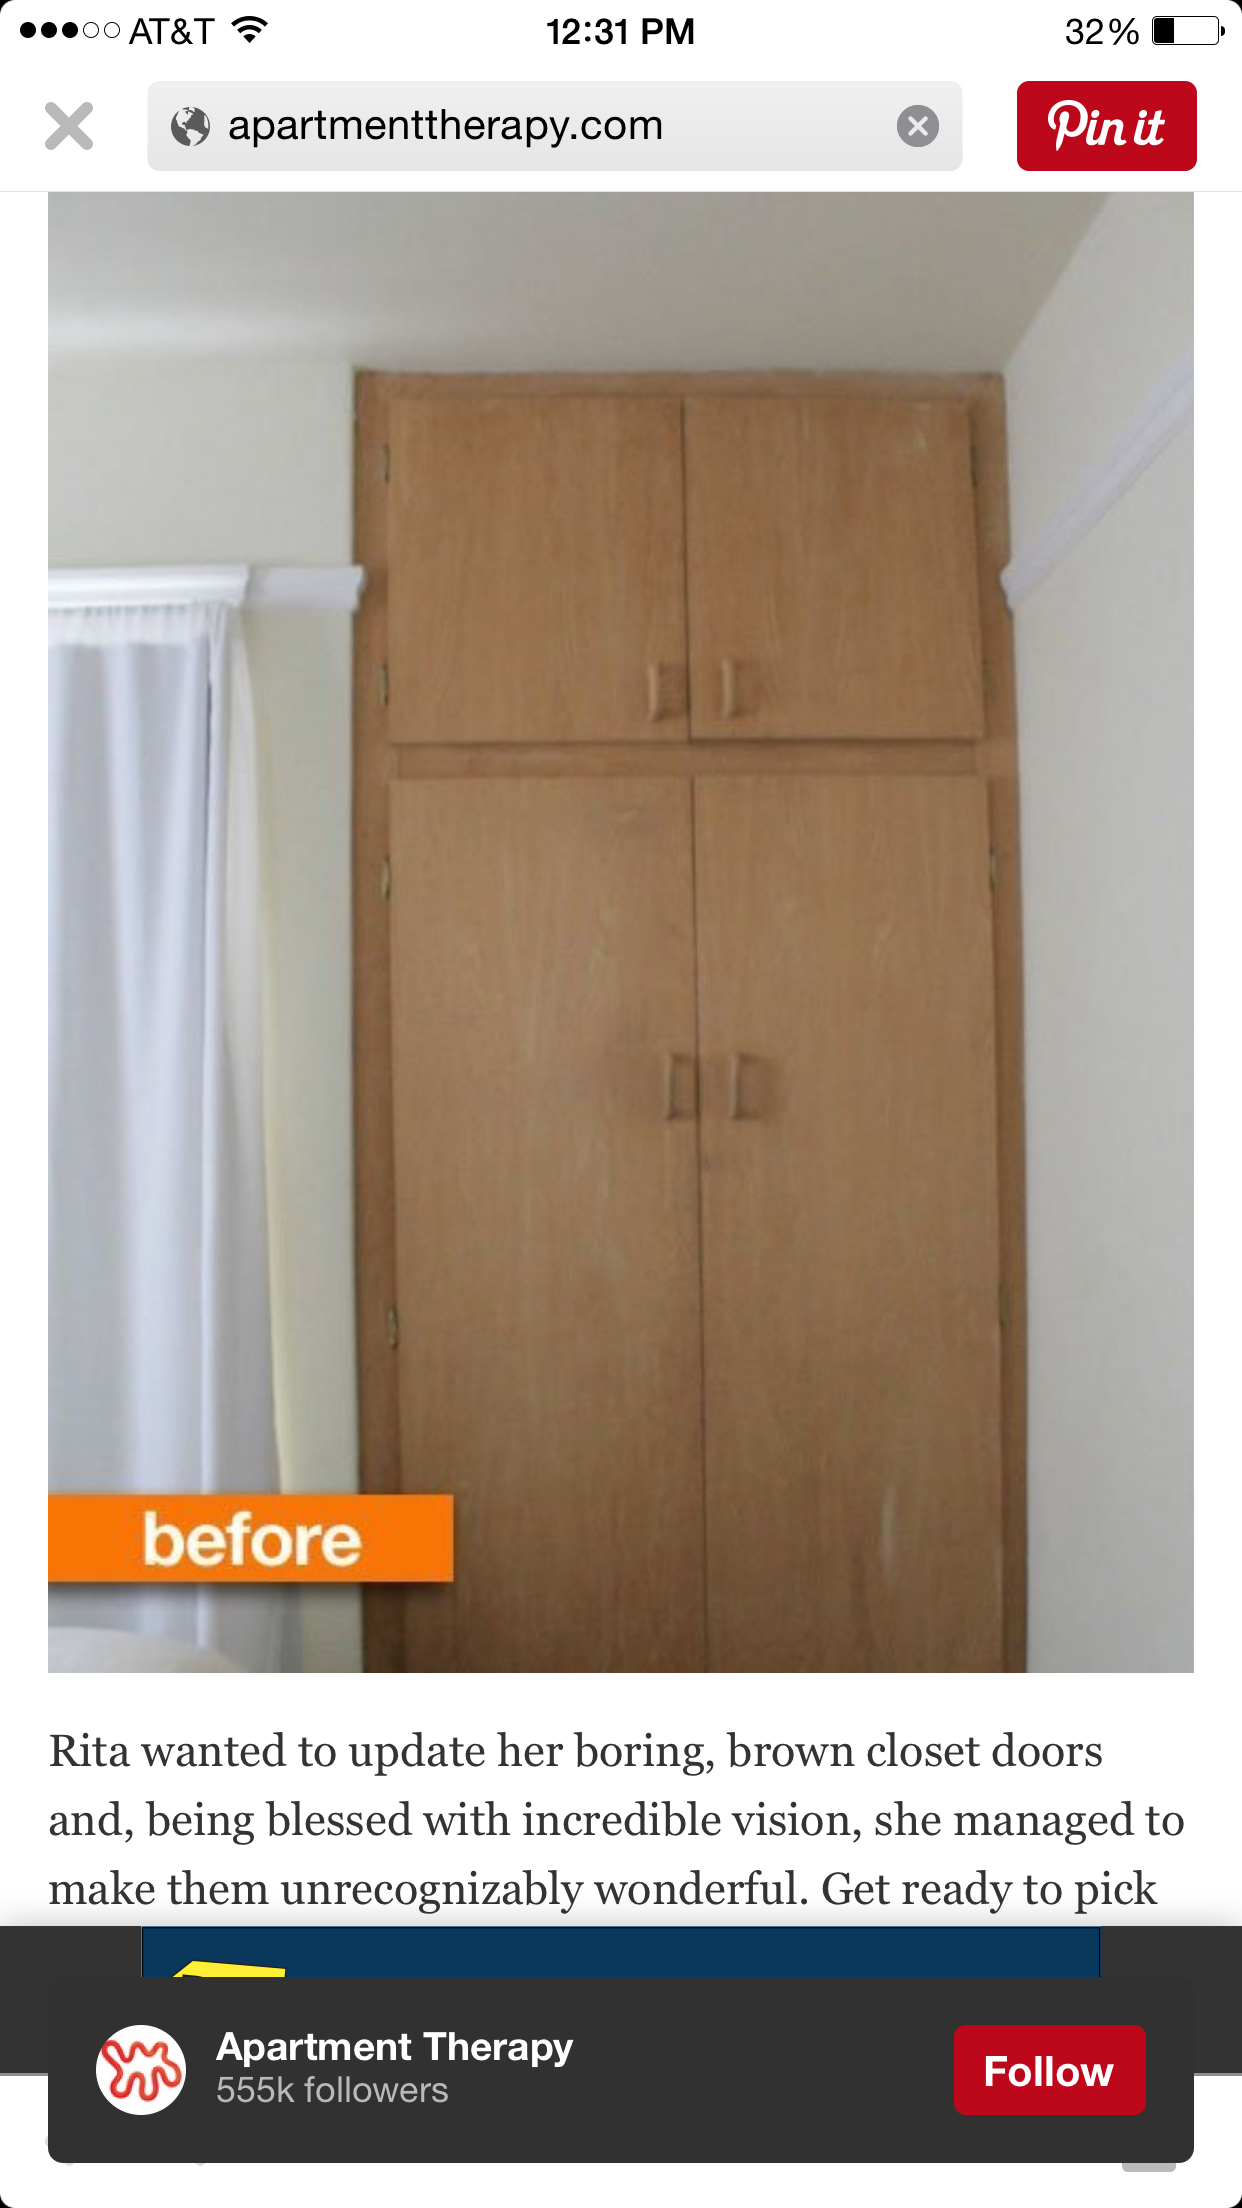 AT&T 12:31 PM 32%
apartmenttherapy.com
Pin it
before
Rita wanted to update her boring, brown closet doors
and, being blessed with incredible vision, she managed to
make them unrecognizably wonderful. Get ready to pick
Apartment Therapy
555k followers
Follow